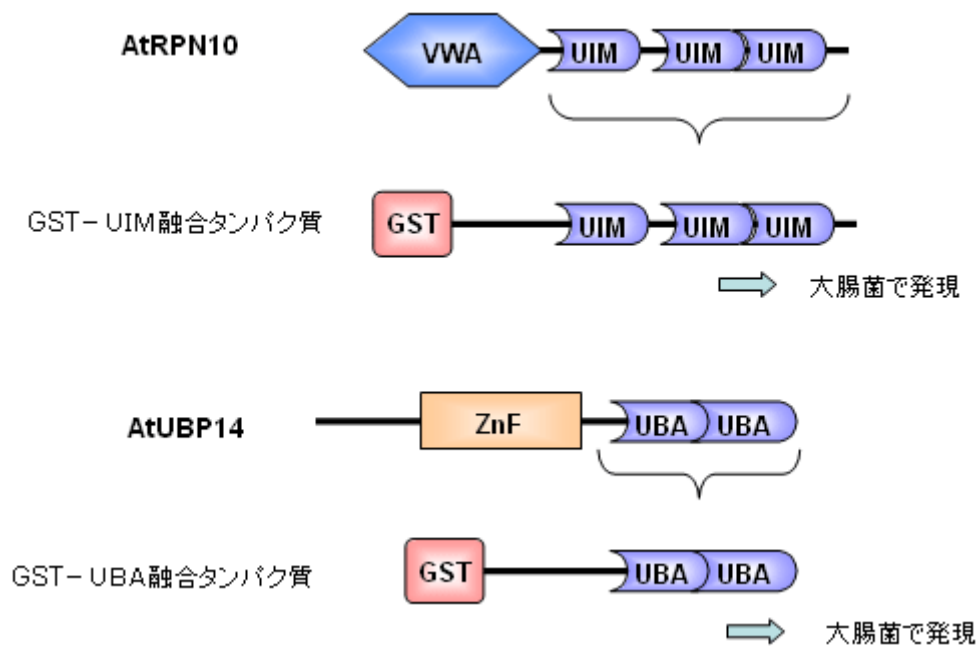 AtRPN10 VWA UIM UIM UIM
GST-UIM融合タンパク質 GST UIM UIM UIM
大腸菌で発現
AtUBP14 ZnF UBA UBA
GST-UBA融合タンパク質 GST UBA UBA
大腸菌で発現